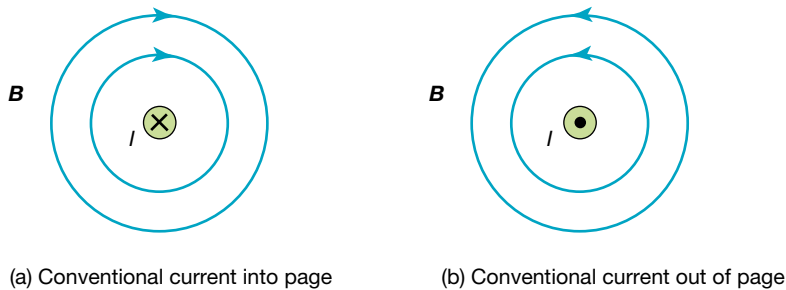 B
I
(a) Conventional current into page
B
I
(b) Conventional current out of page